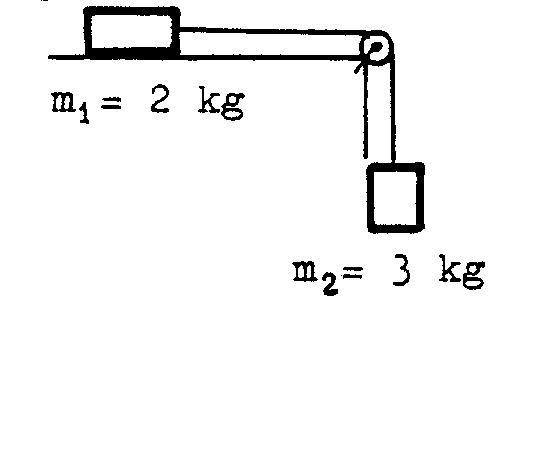 m₁ = 2 kg
m₂ = 3 kg